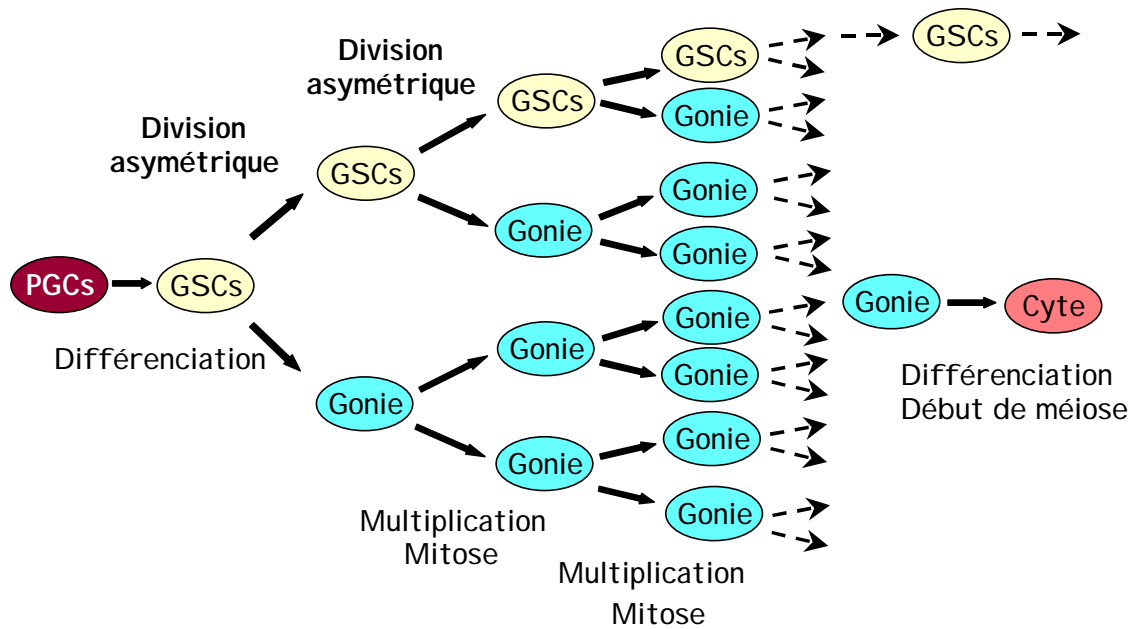 GSCs
GSCs
Division
asymétrique
Division
asymétrique
GSCs
Gonie
GSCs
Gonie
Gonie
Gonie
PGCs
GSCs
Gonie
Cyte
Gonie
Gonie
Différenciation
Gonie
Différenciation
Début de méiose
Gonie
Gonie
Gonie
Gonie
Multiplication
Mitose
Multiplication
Mitose